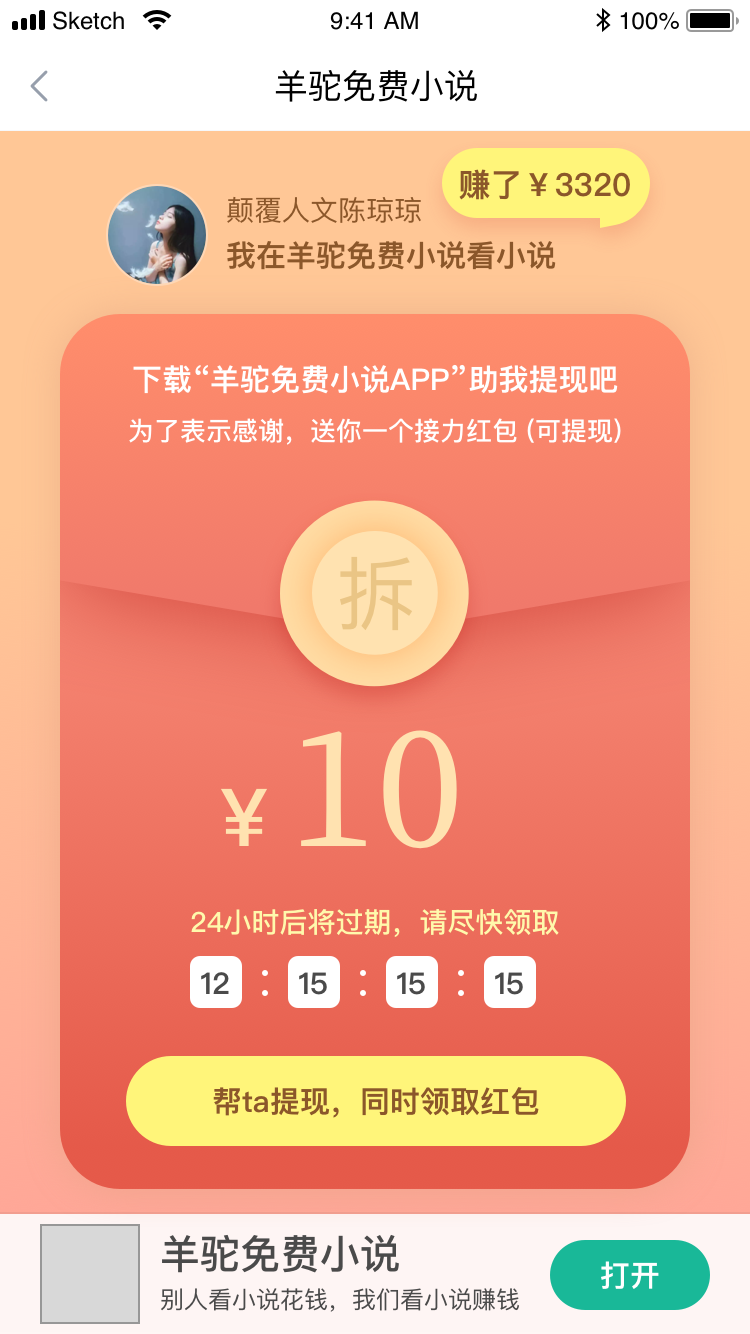 Sketch 9:41 AM 100%
羊驼免费小说
赚了¥3320
颠覆人文陈琼琼
我在羊驼免费小说看小说
下载“羊驼免费小说APP”助我提现吧
为了表示感谢，送你一个接力红包 (可提现)
拆
¥10
24小时后将过期，请尽快领取
12 : 15 : 15 : 15
帮ta提现，同时领取红包
羊驼免费小说
别人看小说花钱，我们看小说赚钱
打开